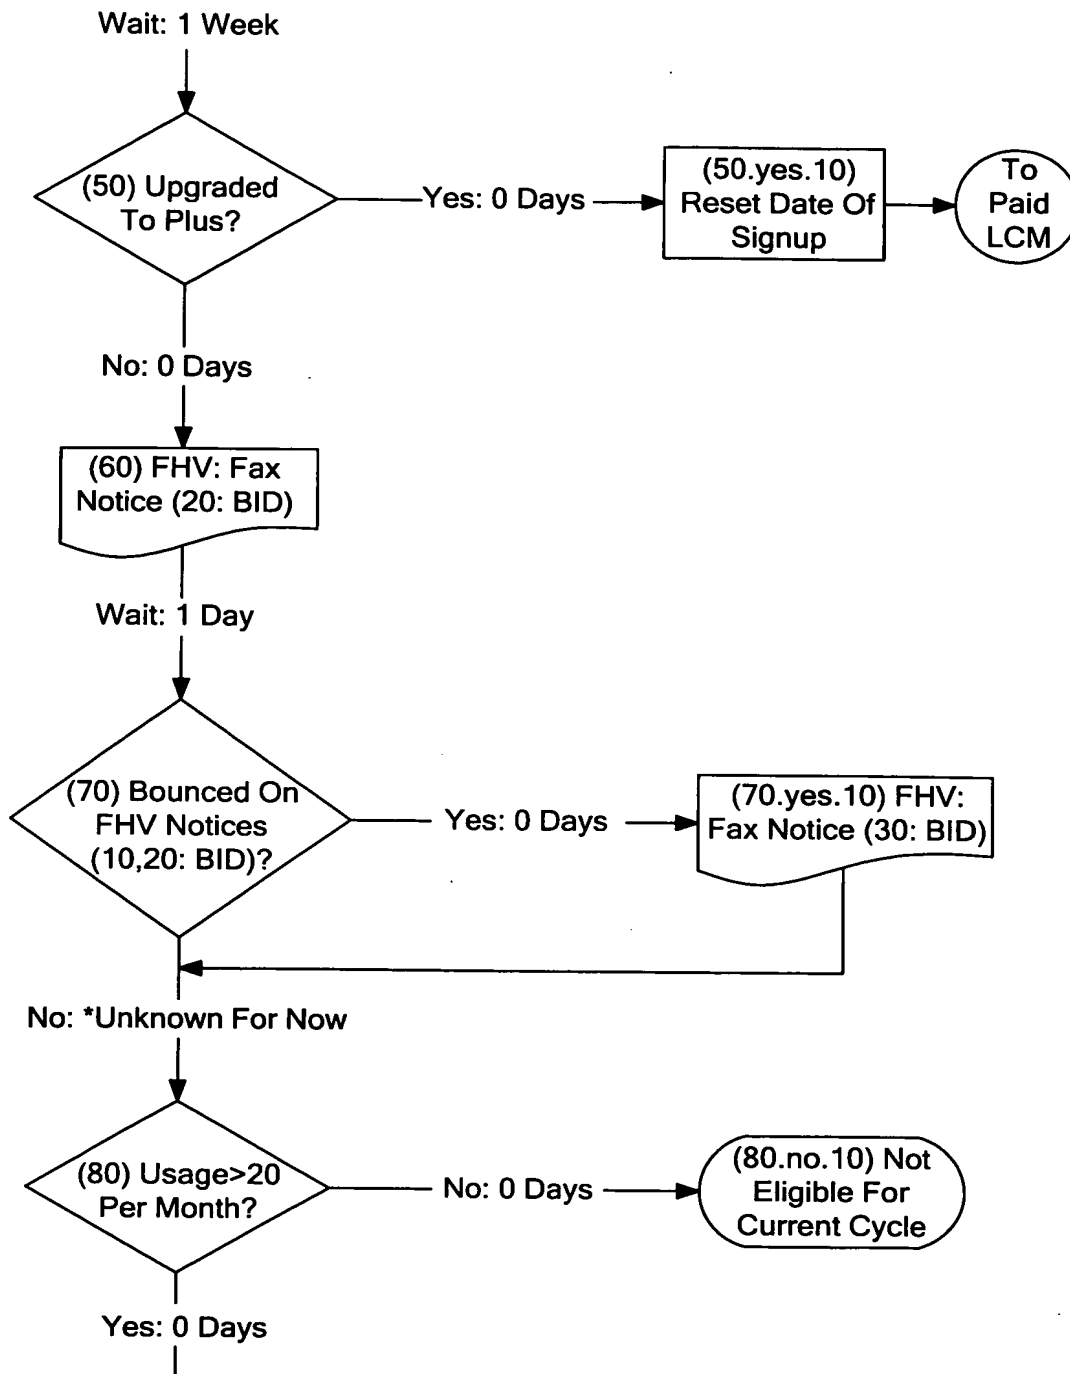 Wait: 1 Week
(50) Upgraded
To Plus?
Yes: 0 Days
(50.yes.10)
Reset Date Of
Signup
To
Paid
LCM
No: 0 Days
(60) FHV: Fax
Notice (20: BID)
Wait: 1 Day
(70) Bounced On
FHV Notices
(10,20: BID)?
Yes: 0 Days
(70.yes.10) FHV:
Fax Notice (30: BID)
No: *Unknown For Now
(80) Usage>20
Per Month?
No: 0 Days
(80.no.10) Not
Eligible For
Current Cycle
Yes: 0 Days